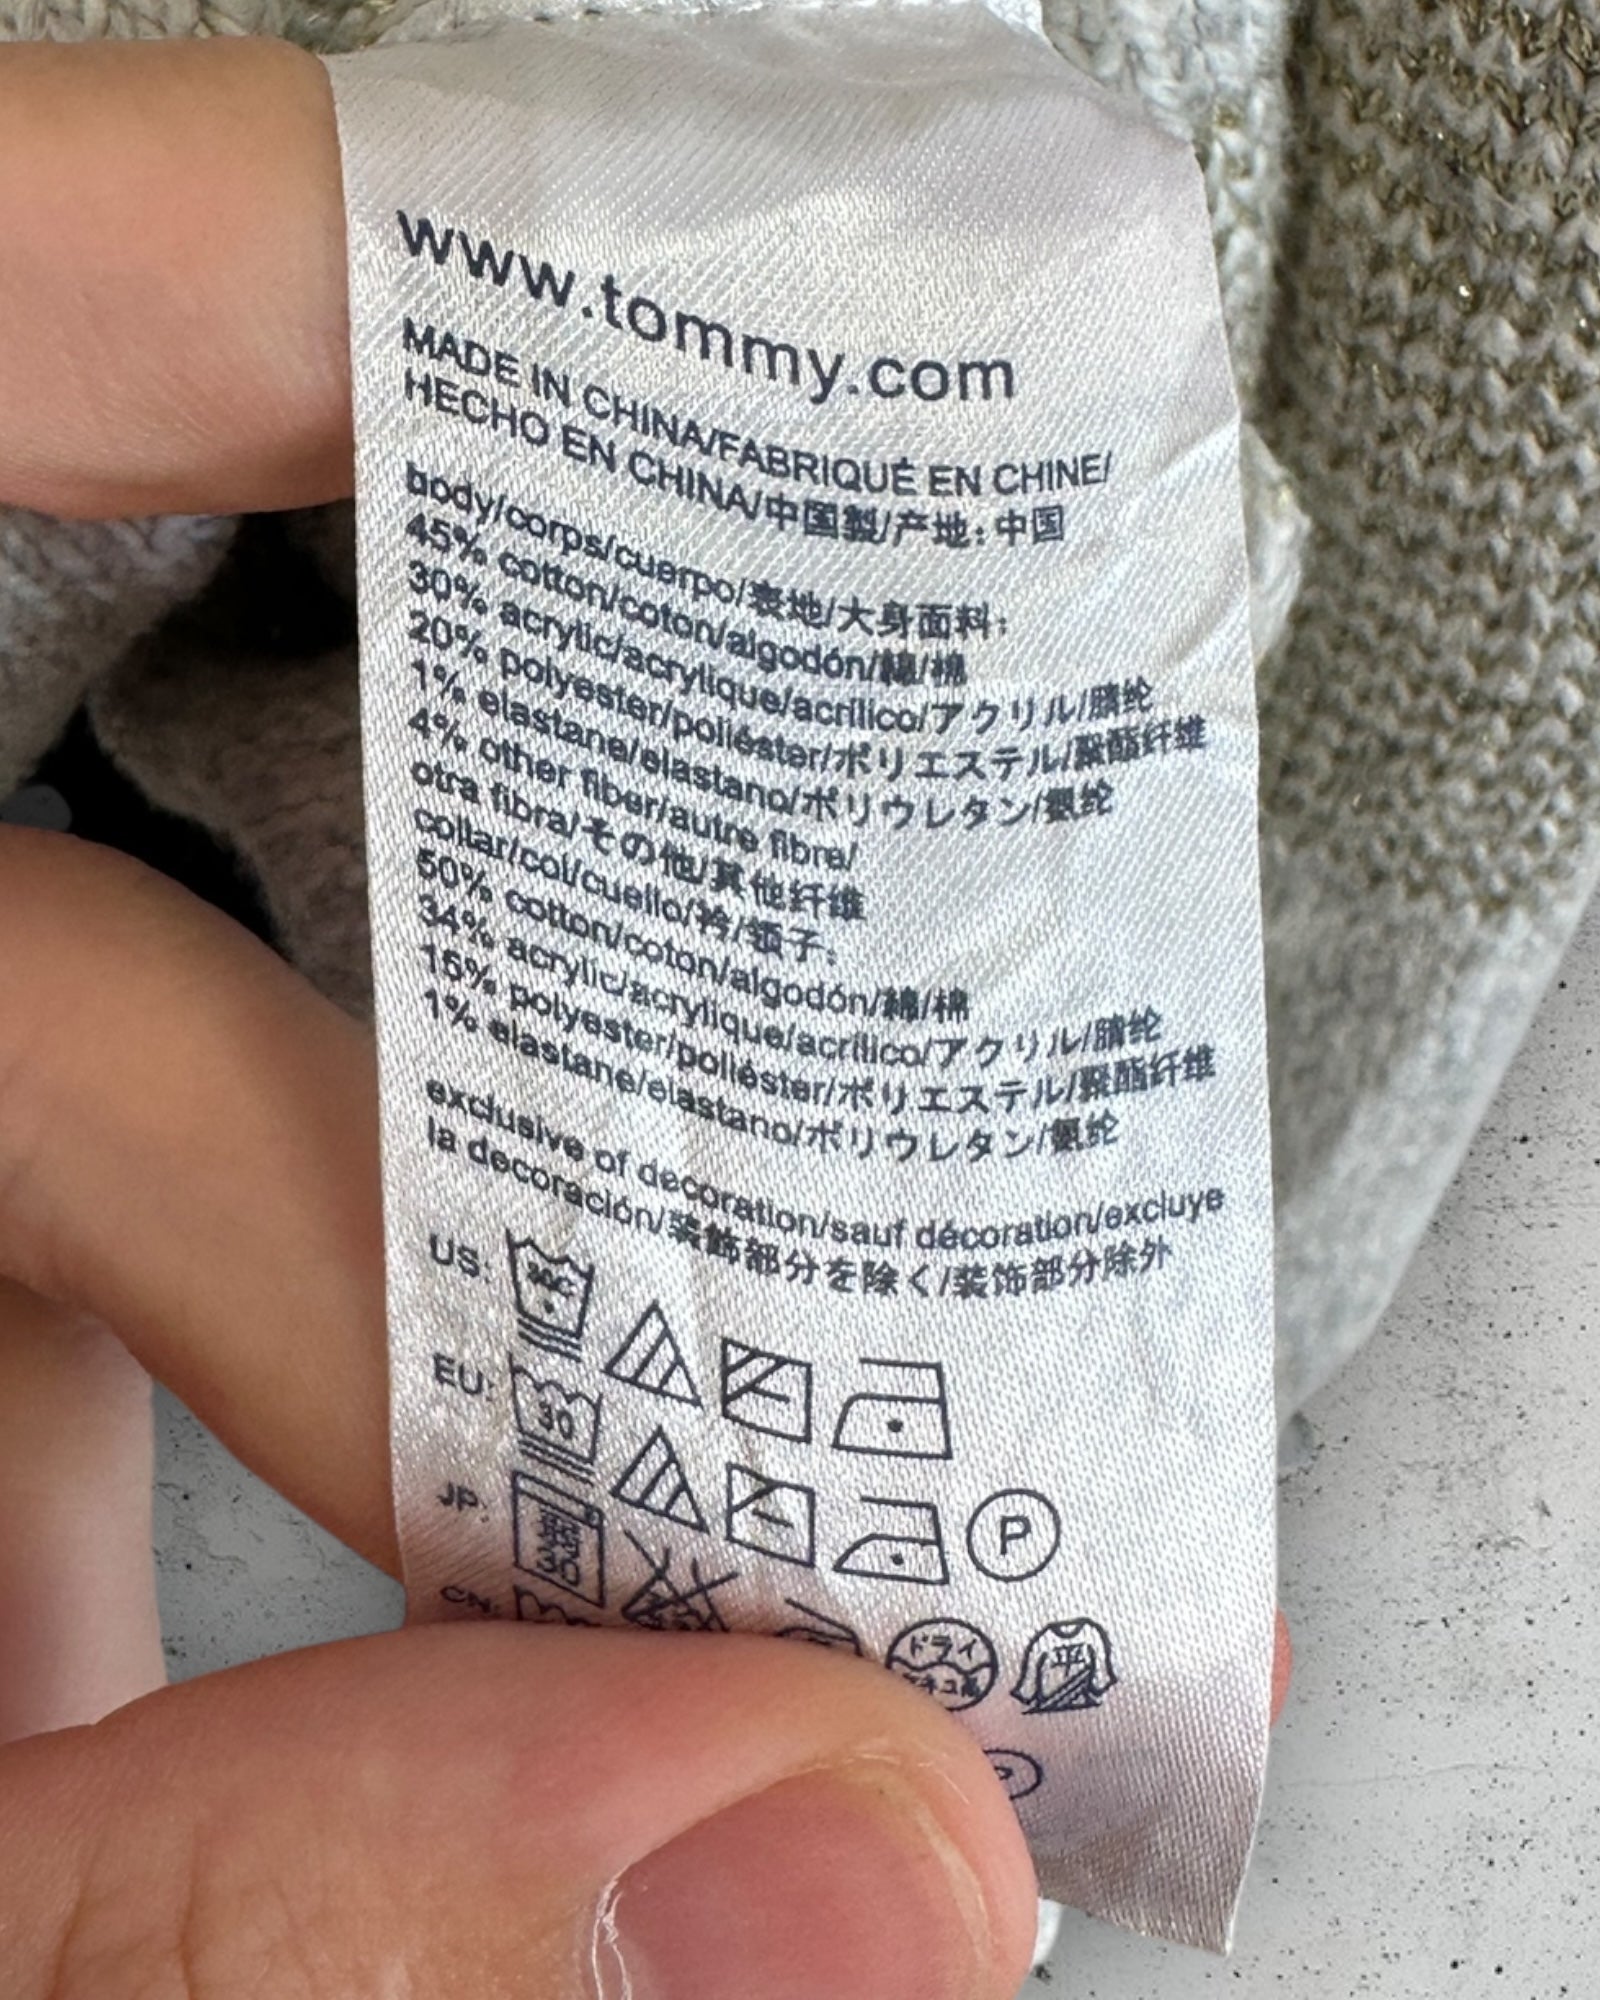 www.tommy.com
MADE IN CHINA/FABRIQUÉ EN CHINE/
HECHO EN CHINA/中国製/产地:中国
body/corps/cuerpo/表地/大身面料:
45% cotton/coton/algodón/綿/棉
30% acrylic/acrylique/acrílico/アクリル/腈纶
20% polyester/poliéster/ポリエステル/聚酯纤维
1% elastane/elastano/ポリウレタン/氨纶
4% other fiber/autre fibre/
otra fibra/その他/其他纤维
collar/col/cuello/衿/领子:
50% cotton/coton/algodón/綿/棉
34% acrylic/acrylique/acrílico/アクリル/腈纶
15% polyester/poliéster/ポリエステル/聚酯纤维
1% elastane/elastano/ポリウレタン/氨纶
exclusive of decoration/sauf décoration/excluye
la decoración/装飾部分を除く/装饰部分除外
US: 30C
EU: 30 P
JP: 30 ドライ 平
CN: